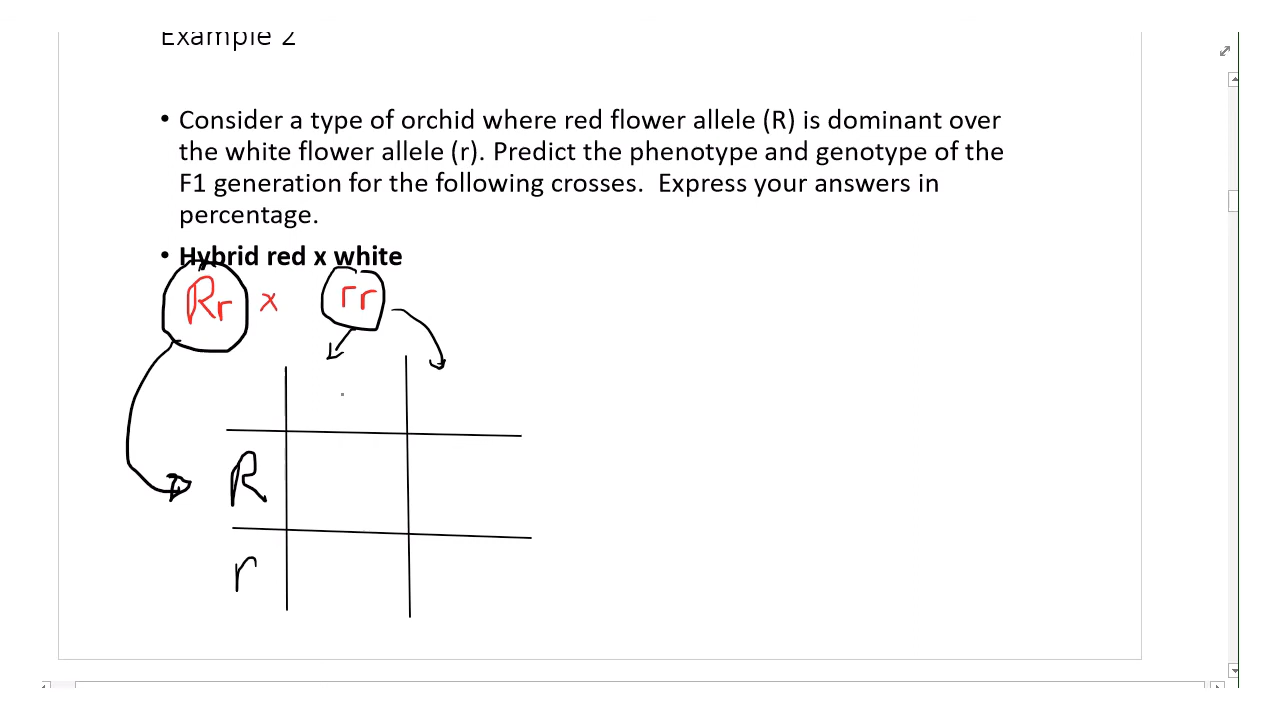 Example 2
• Consider a type of orchid where red flower allele (R) is dominant over
the white flower allele (r). Predict the phenotype and genotype of the
F1 generation for the following crosses.  Express your answers in
percentage.
• Hybrid red x white
Rr x rr
R
r